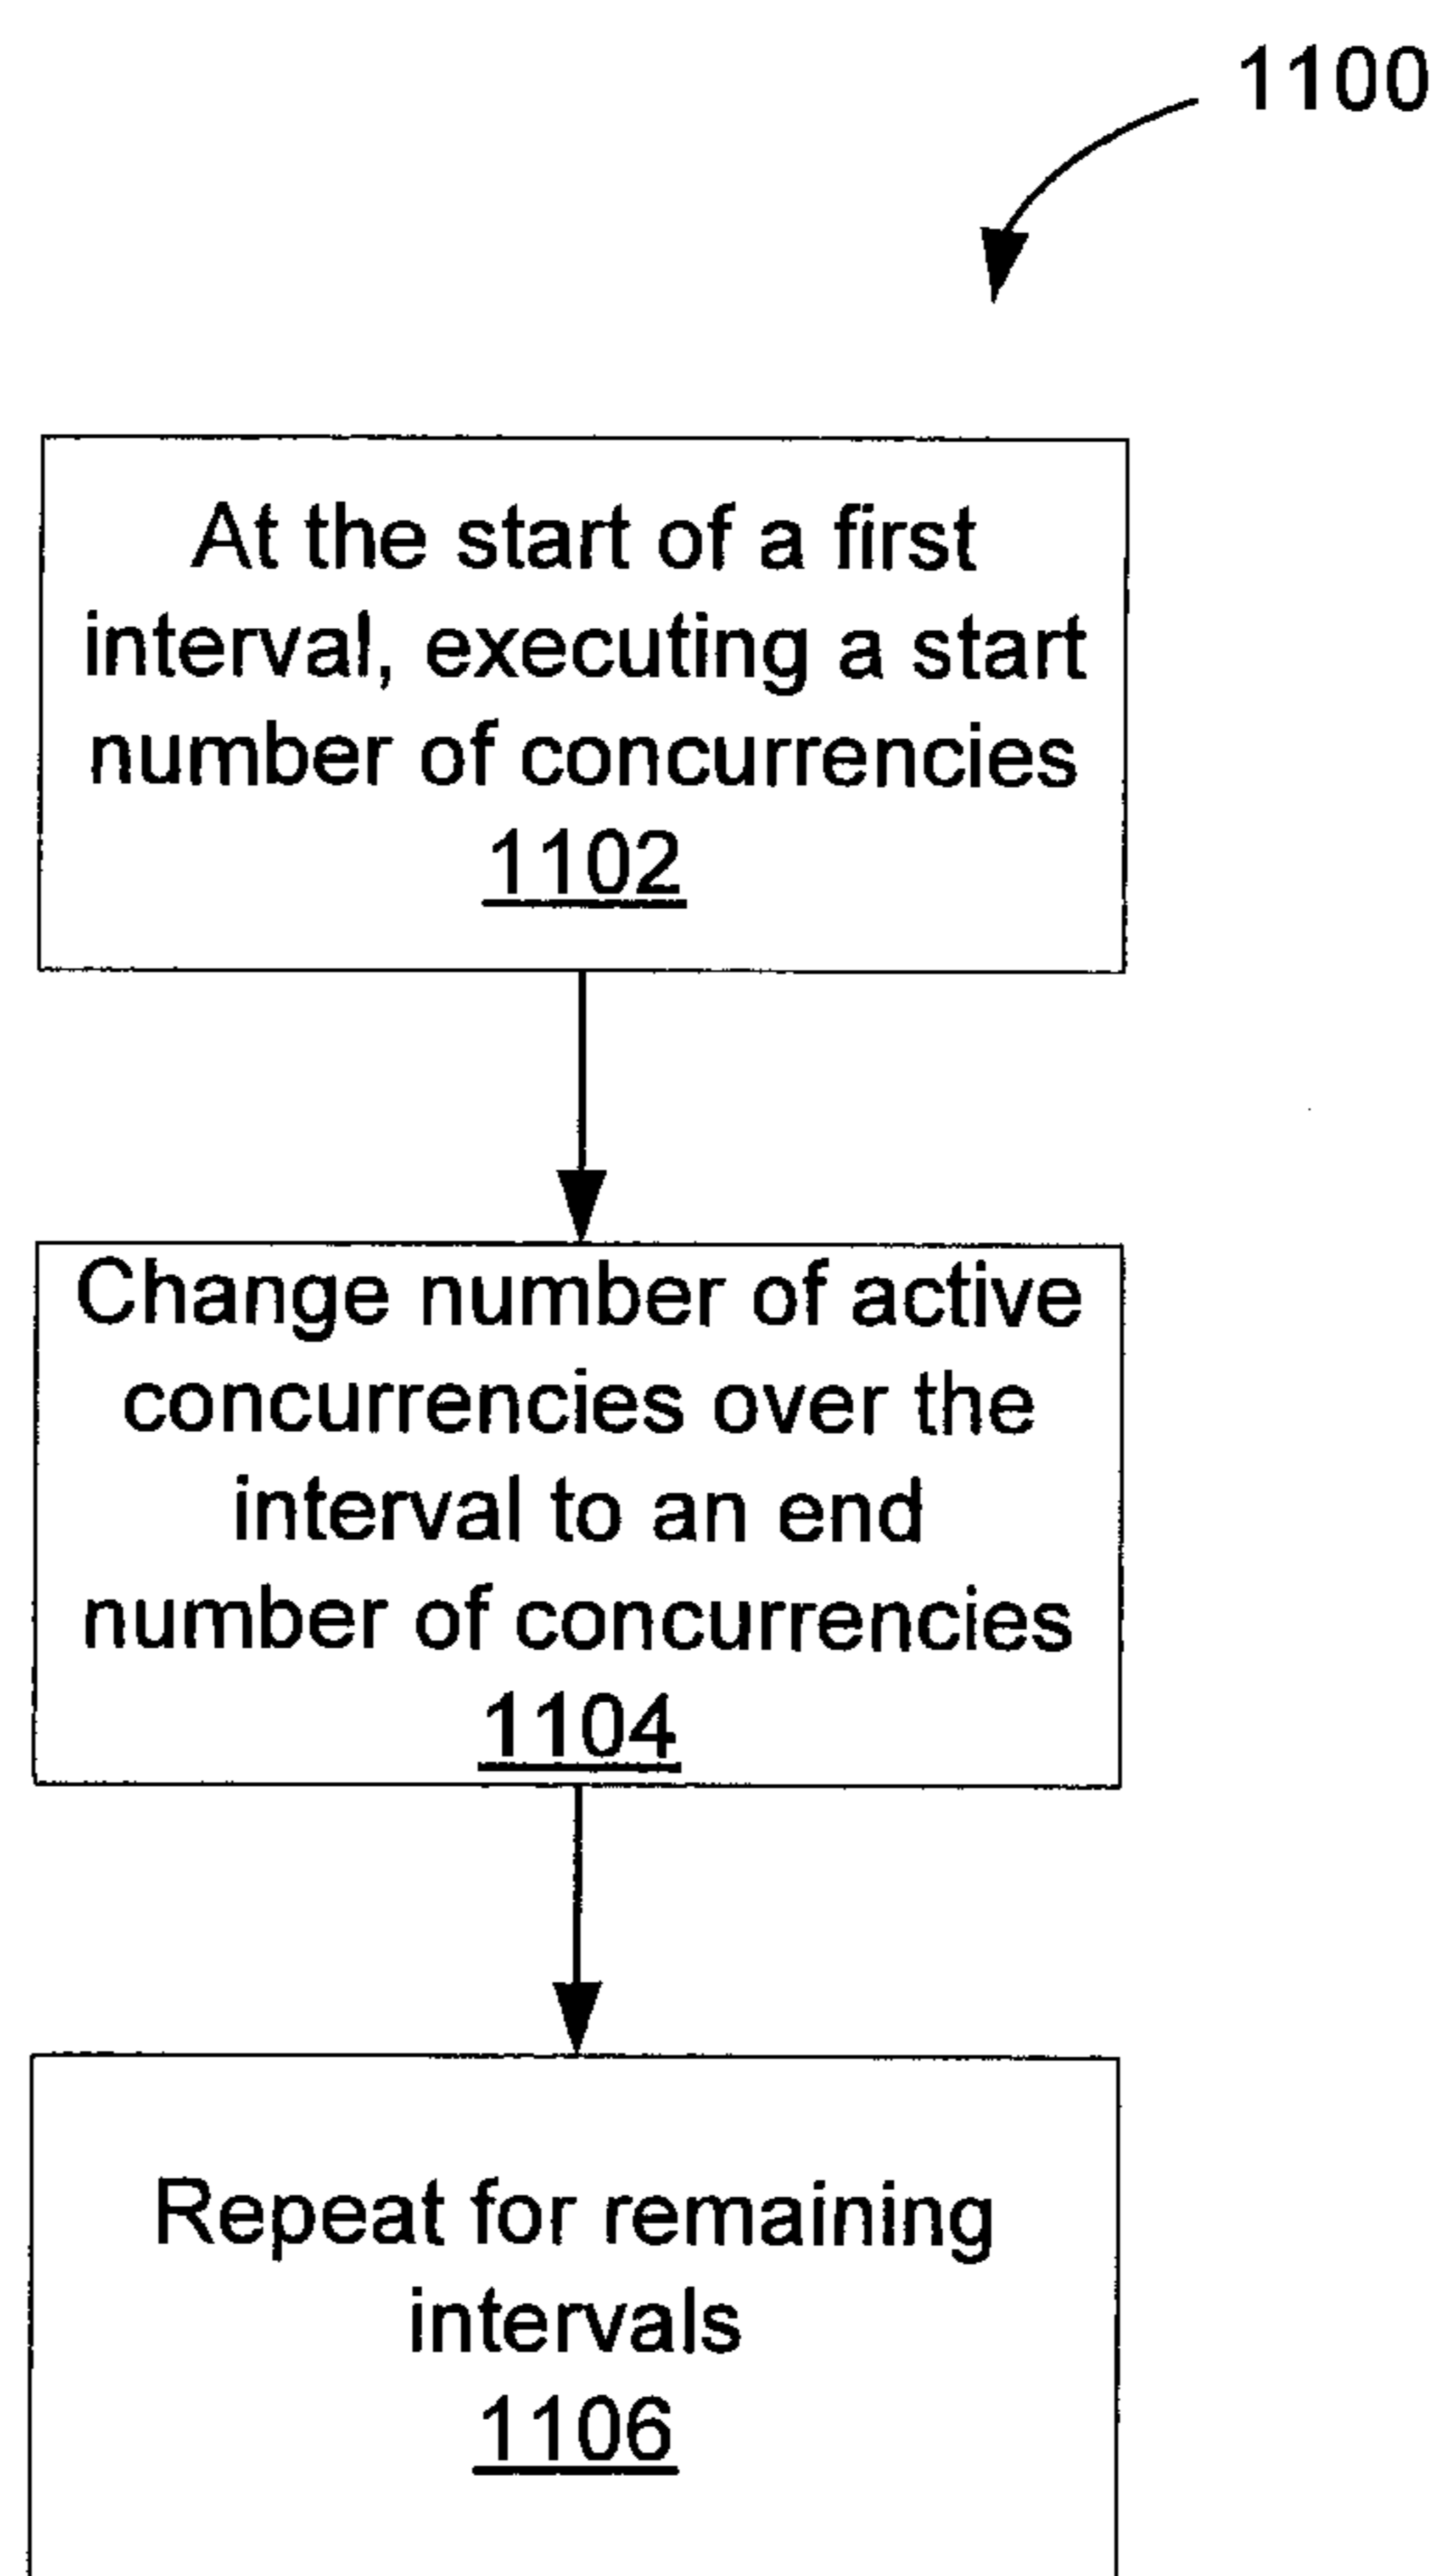 1100
At the start of a first
interval, executing a start
number of concurrencies
1102
Change number of active
concurrencies over the
interval to an end
number of concurrencies
1104
Repeat for remaining
intervals
1106